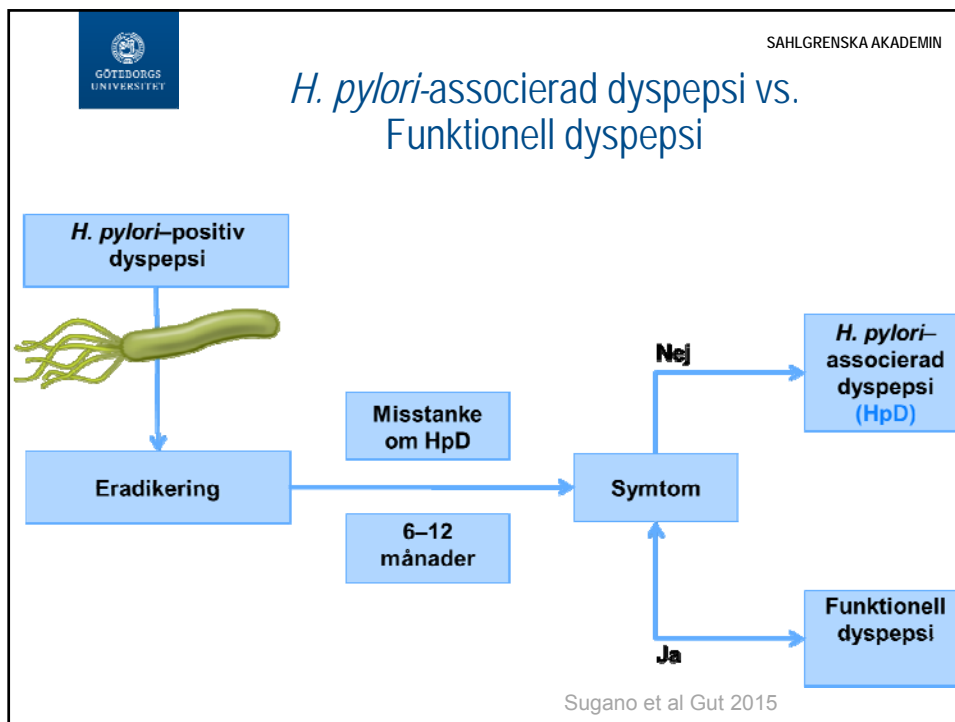 GÖTEBORGS
UNIVERSITET
SAHLGRENSKA AKADEMIN
H. pylori-associerad dyspepsi vs.
Funktionell dyspepsi
H. pylori–positiv
dyspepsi
Eradikering
Misstanke
om HpD
6–12
månader
Symtom
Nej
H. pylori–
associerad
dyspepsi
(HpD)
Ja
Funktionell
dyspepsi
Sugano et al Gut 2015